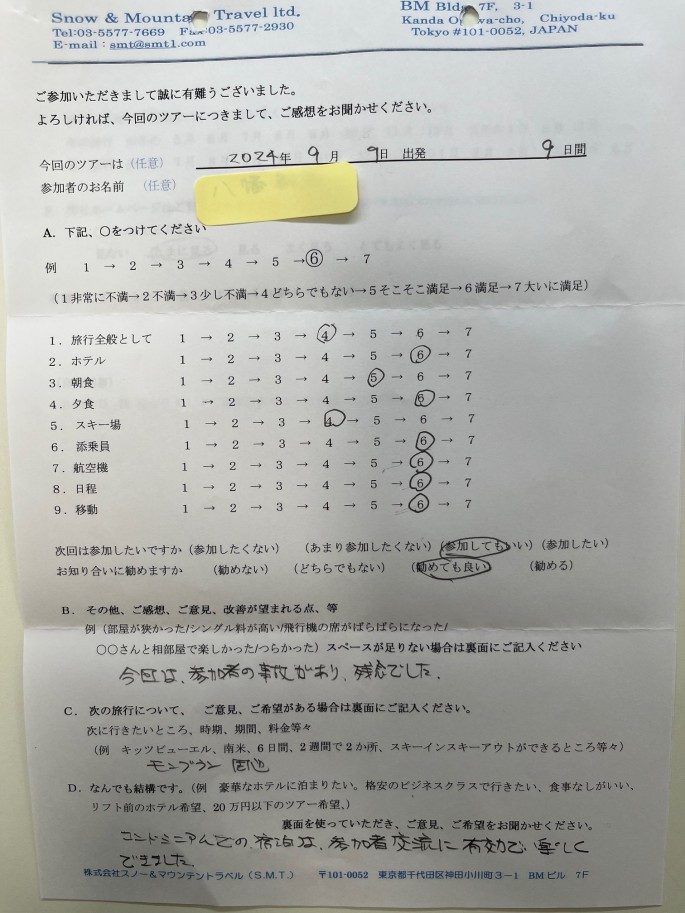 Snow & Mountain Travel ltd.
Tel:03-5577-7669 Fax:03-5577-2930
E-mail : smt@smt1.com
BM Bldg 7F, 3-1
Kanda Ogawa-cho, Chiyoda-ku
Tokyo #101-0052, JAPAN
ご参加いただきまして誠に有難うございました。
よろしければ、今回のツアーにつきまして、ご感想をお聞かせください。
今回のツアーは(任意) 2024年 9月 9日 出発 9日間
参加者のお名前 (任意)
A. 下記、〇をつけてください
例 1 → 2 → 3 → 4 → 5 →⑥ → 7
(1非常に不満→2不満→3少し不満→4どちらでもない→5そこそこ満足→6満足→7大いに満足)
1. 旅行全般として 1 → 2 → 3 → 4 → 5 → 6 → 7
2. ホテル 1 → 2 → 3 → 4 → 5 → 6 → 7
3. 朝食 1 → 2 → 3 → 4 → 5 → 6 → 7
4. 夕食 1 → 2 → 3 → 4 → 5 → 6 → 7
5. スキー場 1 → 2 → 3 → 4 → 5 → 6 → 7
6. 添乗員 1 → 2 → 3 → 4 → 5 → 6 → 7
7. 航空機 1 → 2 → 3 → 4 → 5 → 6 → 7
8. 日程 1 → 2 → 3 → 4 → 5 → 6 → 7
9. 移動 1 → 2 → 3 → 4 → 5 → 6 → 7
次回は参加したいですか(参加したくない) (あまり参加したくない)(参加してもいい)(参加したい)
お知り合いに勧めますか (勧めない) (どちらでもない) (勧めても良い) (勧める)
B. その他、ご感想、ご意見、改善が望まれる点、等
例(部屋が狭かった/シングル料が高い/飛行機の席がばらばらになった/
〇〇さんと相部屋で楽しかった/つらかった)スペースが足りない場合は裏面にご記入ください
今回は、参加者の事故があり、残念でした。
C. 次の旅行について、 ご意見、ご希望がある場合は裏面にご記入ください。
次に行きたいところ、時期、期間、料金等々
(例 キッツビューエル、南米、6日間、2週間で2か所、スキーインスキーアウトができるところ等々)
モンブラン 周遊
D. なんでも結構です。(例 豪華なホテルに泊まりたい。格安のビジネスクラスで行きたい、食事なしがいい、
リフト前のホテル希望、20万円以下のツアー希望、)
裏面を使っていただき、ご意見、ご希望をお聞かせください。
コンドミニアムでの宿泊は、参加者交流に有効で楽しく
できました。
株式会社スノー&マウンテントラベル(S.M.T.) 〒101-0052 東京都千代田区神田小川町3-1 BMビル 7F